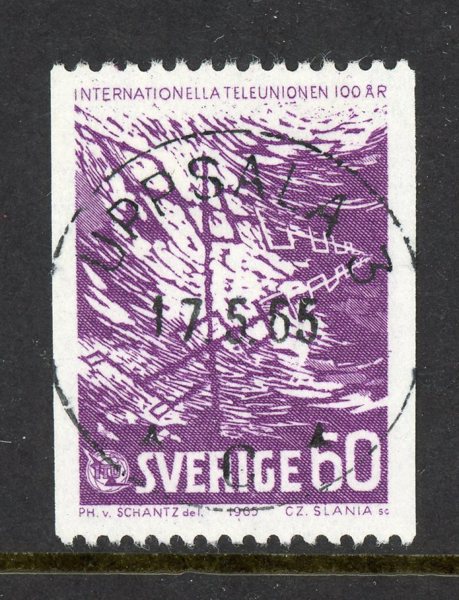 INTERNATIONELLA TELEUNIONEN 100 ÅR
UPPSALA 3
17.5.65
C
SVERIGE 60
PH. v. SCHANTZ del. 1965 CZ. SLANIA sc